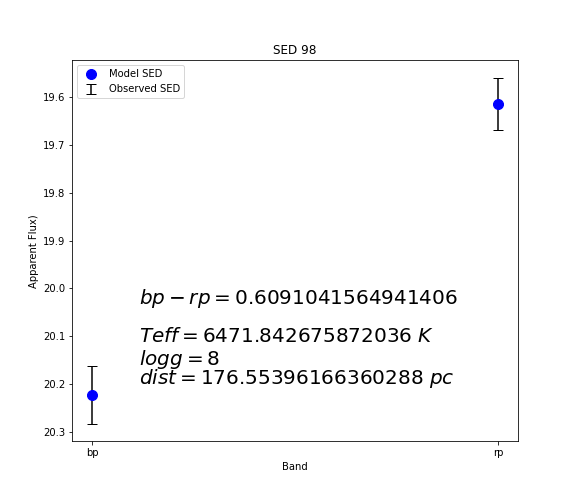 SED 98
Model SED
Observed SED
19.6
19.7
19.8
19.9
20.0
20.1
20.2
20.3
Apparent Flux)
bp − rp = 0.6091041564941406
Teff = 6471.842675872036 K
logg = 8
dist = 176.55396166360288 pc
bp
rp
Band